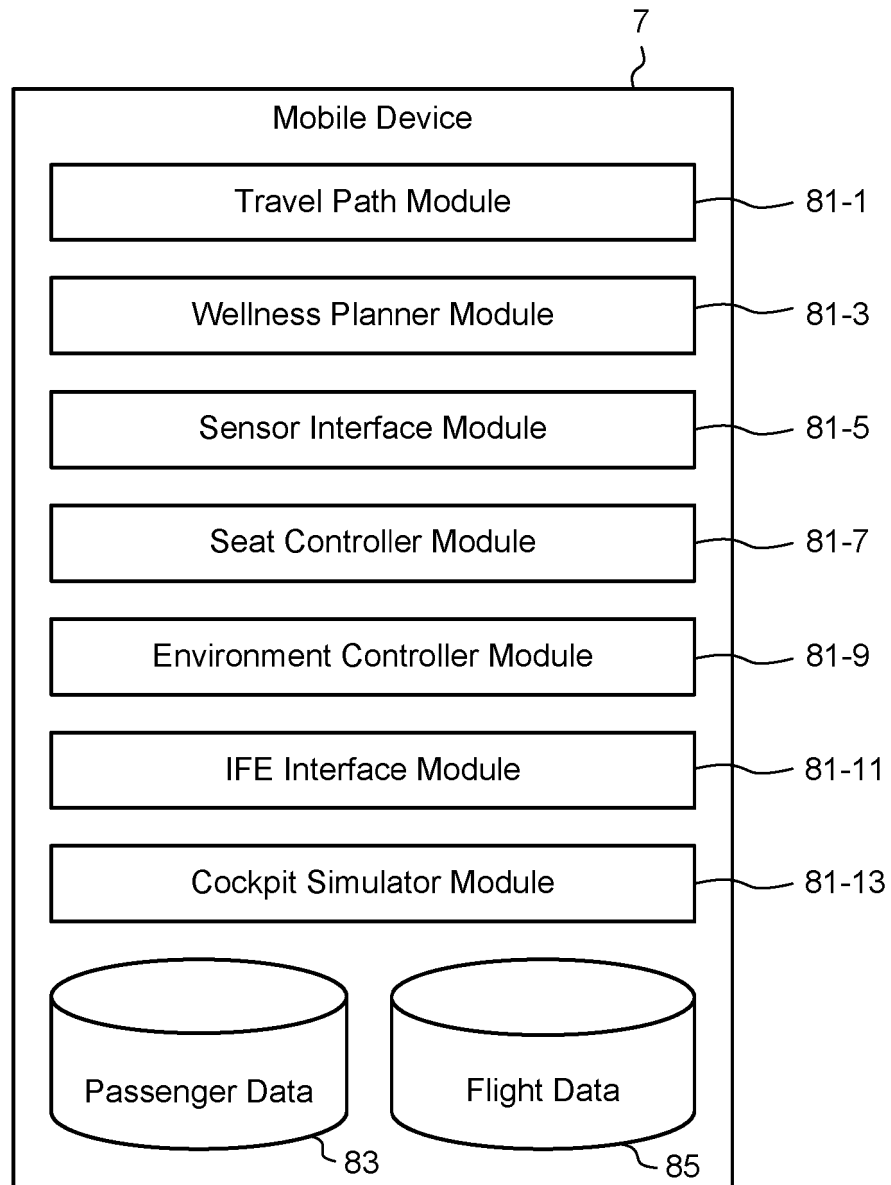 7
Mobile Device
Travel Path Module 81-1
Wellness Planner Module 81-3
Sensor Interface Module 81-5
Seat Controller Module 81-7
Environment Controller Module 81-9
IFE Interface Module 81-11
Cockpit Simulator Module 81-13
Passenger Data Flight Data
83 85